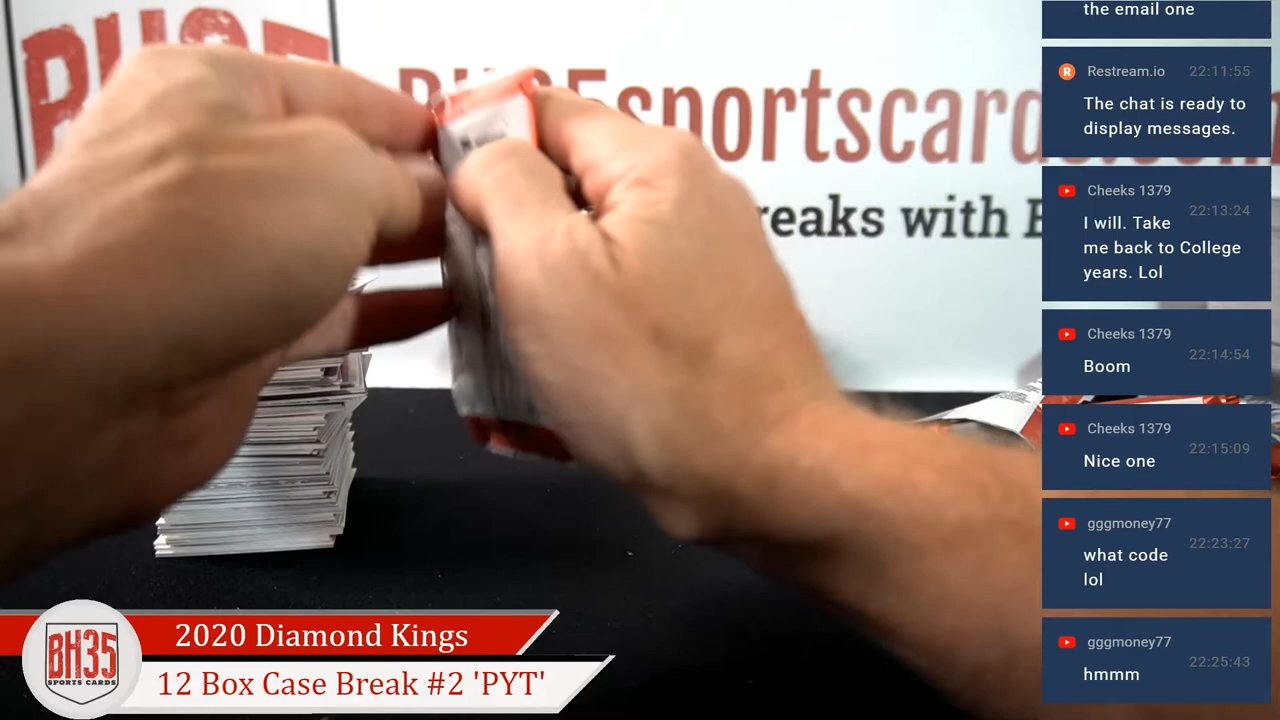 BH35
BH35sportscards.com
reaks with B
the email one
Restream.io 22:11:55
The chat is ready to
display messages.
Cheeks 1379
22:13:24
I will. Take
me back to College
years. Lol
Cheeks 1379
22:14:54
Boom
Cheeks 1379
22:15:09
Nice one
gggmoney77
22:23:27
what code
lol
gggmoney77
22:25:43
hmmm
2020 Diamond Kings
12 Box Case Break #2 'PYT'
BH35
SPORTS CARDS